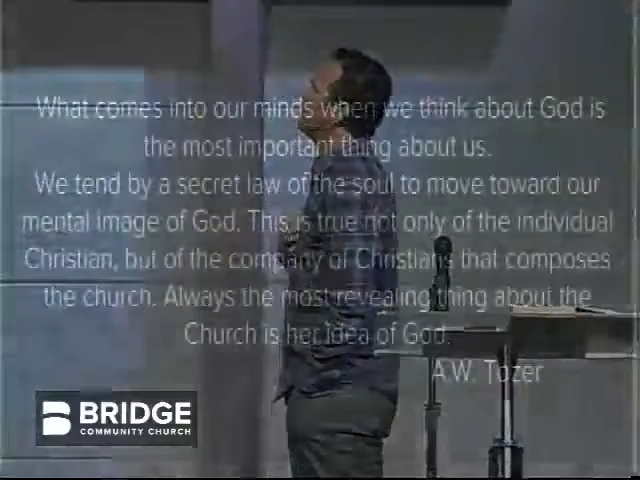 What comes into our minds when we think about God is
the most important thing about us.
We tend by a secret law of the soul to move toward our
mental image of God. This is true not only of the individual
Christian, but of the company of Christians that composes
the church. Always the most revealing thing about the
Church is her idea of God.
A.W. Tozer
BRIDGE
COMMUNITY CHURCH